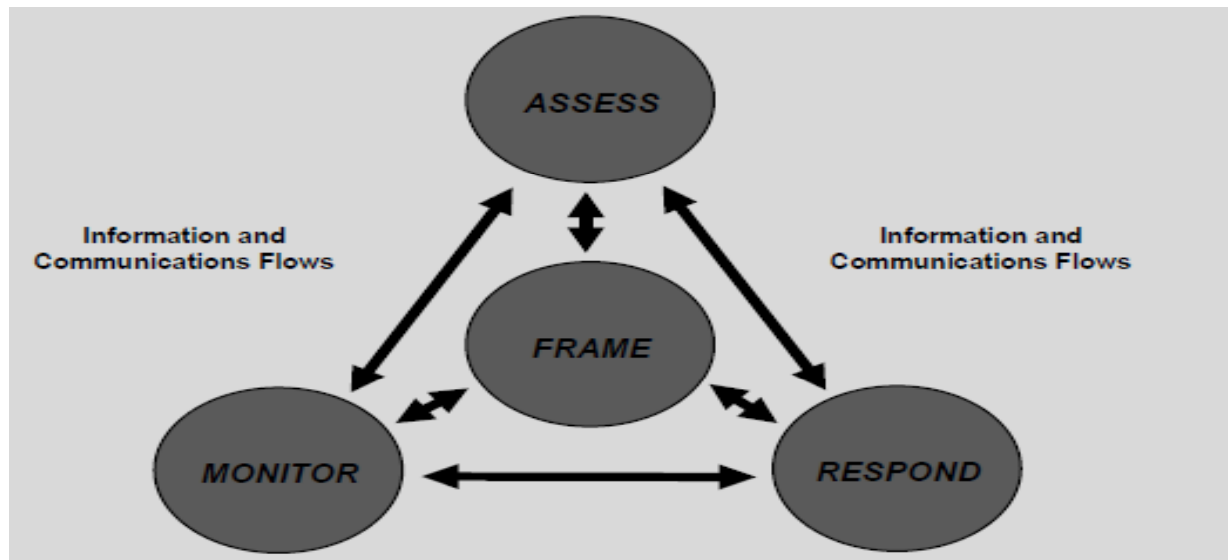 ASSESS
Information and
Communications Flows
Information and
Communications Flows
FRAME
MONITOR
RESPOND